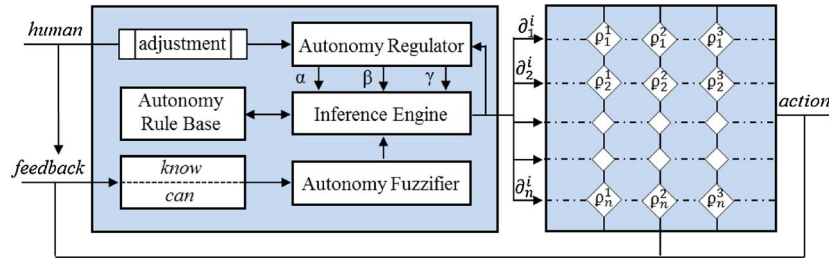 human
adjustment
Autonomy Regulator
α β γ
Autonomy
Rule Base
Inference Engine
feedback
know
can
Autonomy Fuzzifier
∂₁ⁱ
∂₂ⁱ
∂ₙⁱ
ϱ₁¹ ϱ₁² ϱ₁³
ϱ₂¹ ϱ₂² ϱ₂³
ϱₙ¹ ϱₙ² ϱₙ³
action